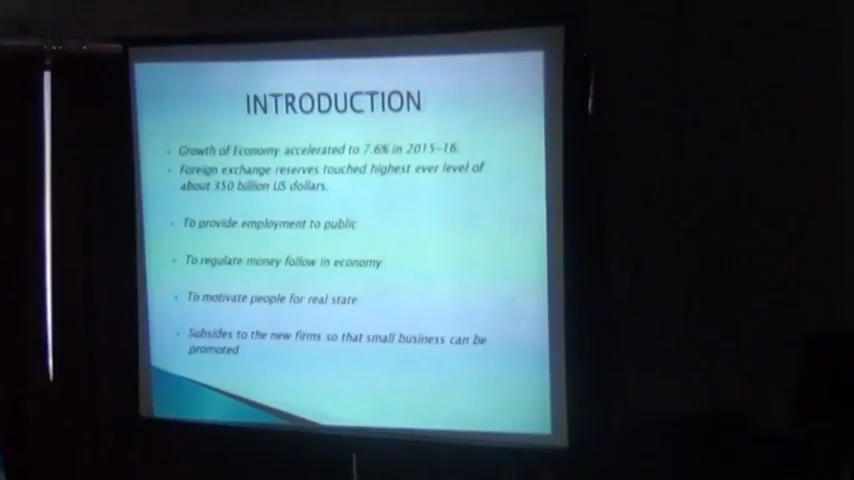 INTRODUCTION
Growth of Economy accelerated to 7.6% in 2015-16.
Foreign exchange reserves touched highest ever level of
about 350 billion US dollars.
To provide employment to public
To regulate money follow in economy
To motivate people for real state
Subsides to the new firms so that small business can be
promoted